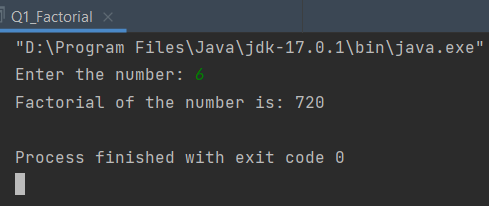 Q1_Factorial
"D:\Program Files\Java\jdk-17.0.1\bin\java.exe"
Enter the number: 6
Factorial of the number is: 720
Process finished with exit code 0